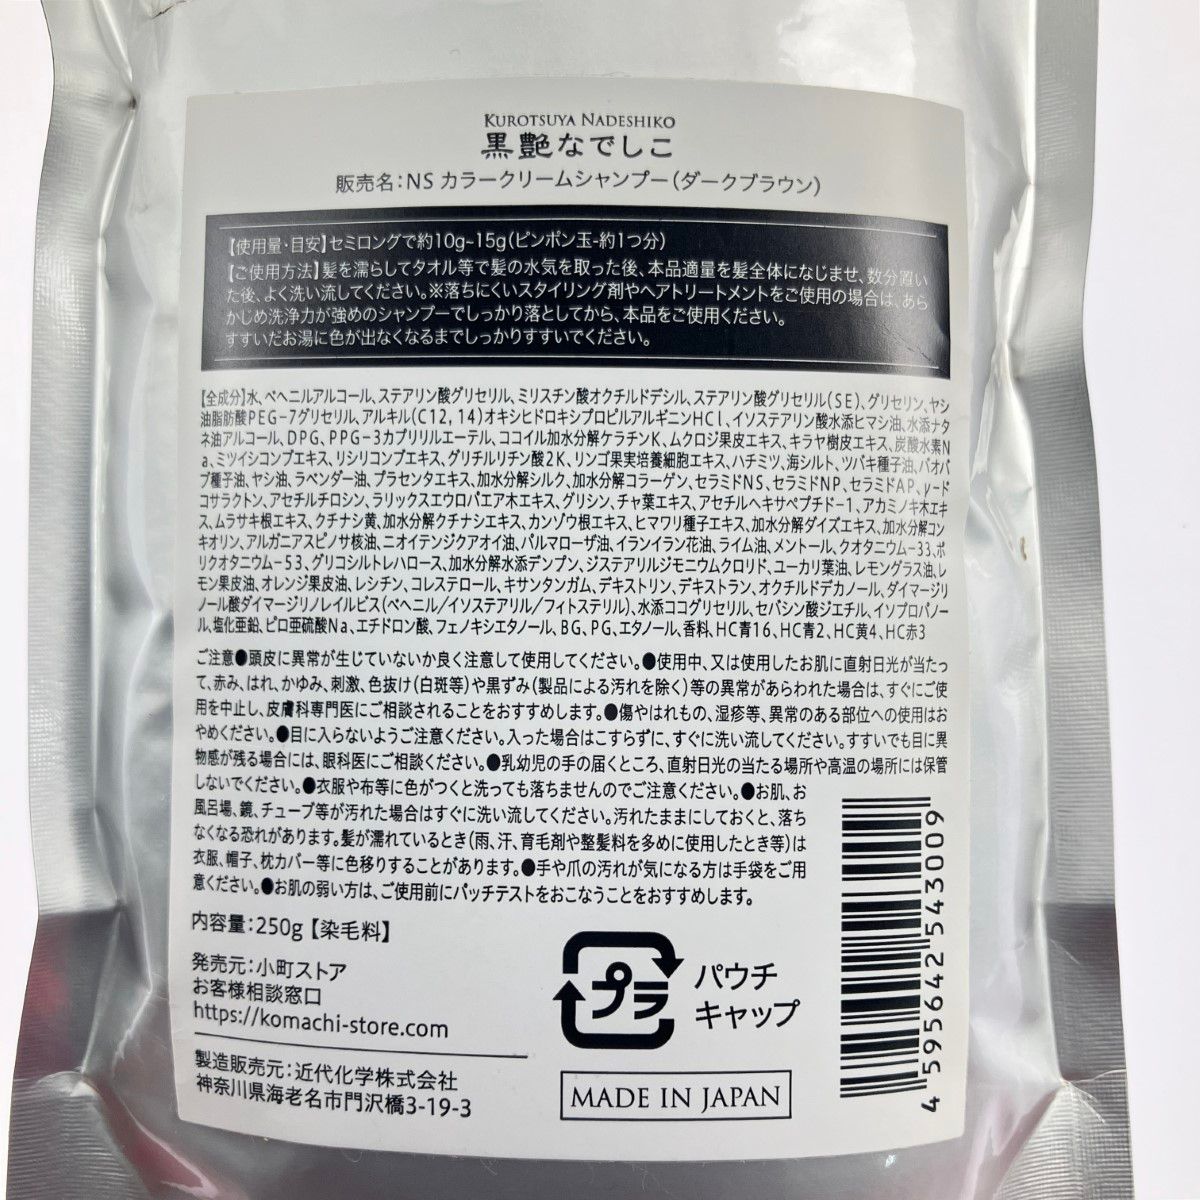 KUROTSUYA NADESHIKO
黒艶なでしこ
販売名:NS カラークリームシャンプー(ダークブラウン)
【使用量・目安】セミロングで約10g~15g(ピンポン玉-約1つ分)
【ご使用方法】髪を濡らしてタオル等で髪の水気を取った後、本品適量を髪全体になじませ、数分置い
た後、よく洗い流してください。※落ちにくいスタイリング剤やヘアトリートメントをご使用の場合は、あら
かじめ洗浄力が強めのシャンプーでしっかり落としてから、本品をご使用ください。
すすいだお湯に色が出なくなるまでしっかりすすいでください。
【全成分】水、ベヘニルアルコール、ステアリン酸グリセリル、ミリスチン酸オクチルドデシル、ステアリン酸グリセリル(SE)、グリセリン、ヤシ
油脂肪酸PEG-7グリセリル、アルキル(C12,14)オキシヒドロキシプロピルアルギニンHCl、イソステアリン酸水添ヒマシ油、水添ナタ
ネ油アルコール、DPG、PPG-3カプリリルエーテル、ココイル加水分解ケラチンK、ムクロジ果皮エキス、キラヤ樹皮エキス、炭酸水素N
a、ミツイシコンブエキス、リシリコンブエキス、グリチルリチン酸2K、リンゴ果実培養細胞エキス、ハチミツ、海シルト、ツバキ種子油、バオバ
ブ種子油、ヤシ油、ラベンダー油、プラセンタエキス、加水分解シルク、加水分解コラーゲン、セラミドNS、セラミドNP、セラミドAP、γ-ド
コサラクトン、アセチルチロシン、ラリックスエウロパエア木エキス、グリシン、チャ葉エキス、アセチルヘキサペプチド-1、アカミノキ木エキ
ス、ムラサキ根エキス、クチナシ黄、加水分解クチナシエキス、カンゾウ根エキス、ヒマワリ種子エキス、加水分解ダイズエキス、加水分解コン
キオリン、アルガニアスピノサ核油、ニオイテンジクアオイ油、パルマローザ油、イランイラン花油、ライム油、メントール、クオタニウム-33、ポ
リクオタニウム-53、グリコシルトレハロース、加水分解水添デンプン、ジステアリルジモニウムクロリド、ユーカリ葉油、レモングラス油、レ
モン果皮油、オレンジ果皮油、レシチン、コレステロール、キサンタンガム、デキストリン、デキストラン、オクチルドデカノール、ダイマージリ
ノール酸ダイマージリノレイルビス(ベヘニル/イソステアリル/フィトステリル)、水添ココグリセリル、セバシン酸ジエチル、イソプロパノー
ル、塩化亜鉛、ピロ亜硫酸Na、エチドロン酸、フェノキシエタノール、BG、PG、エタノール、香料、HC青16、HC青2、HC黄4、HC赤3
ご注意●頭皮に異常が生じていないか良く注意して使用してください。●使用中、又は使用したお肌に直射日光が当たっ
て、赤み、はれ、かゆみ、刺激、色抜け(白斑等)や黒ずみ(製品による汚れを除く)等の異常があらわれた場合は、すぐにご使
用を中止し、皮膚科専門医にご相談されることをおすすめします。●傷やはれもの、湿疹等、異常のある部位への使用はお
やめください。●目に入らないようご注意ください。入った場合はこすらずに、すぐに洗い流してください。すすいでも目に異
物感が残る場合には、眼科医にご相談ください。●乳幼児の手の届くところ、直射日光の当たる場所や高温の場所には保管
しないでください。●衣服や布等に色がつくと洗っても落ちませんのでご注意ください。●お肌、お
風呂場、鏡、チューブ等が汚れた場合はすぐに洗い流してください。汚れたままにしておくと、落ち
なくなる恐れがあります。髪が濡れているとき(雨、汗、育毛剤や整髪料を多めに使用したとき等)は
衣服、帽子、枕カバー等に色移りすることがあります。●手や爪の汚れが気になる方は手袋をご用
意ください。●お肌の弱い方は、ご使用前にパッチテストをおこなうことをおすすめします。
内容量:250g【染毛料】
発売元:小町ストア
お客様相談窓口
https://komachi-store.com
製造販売元:近代化学株式会社
神奈川県海老名市門沢橋3-19-3
プラ
パウチ
キャップ
MADE IN JAPAN
4 595642 543009